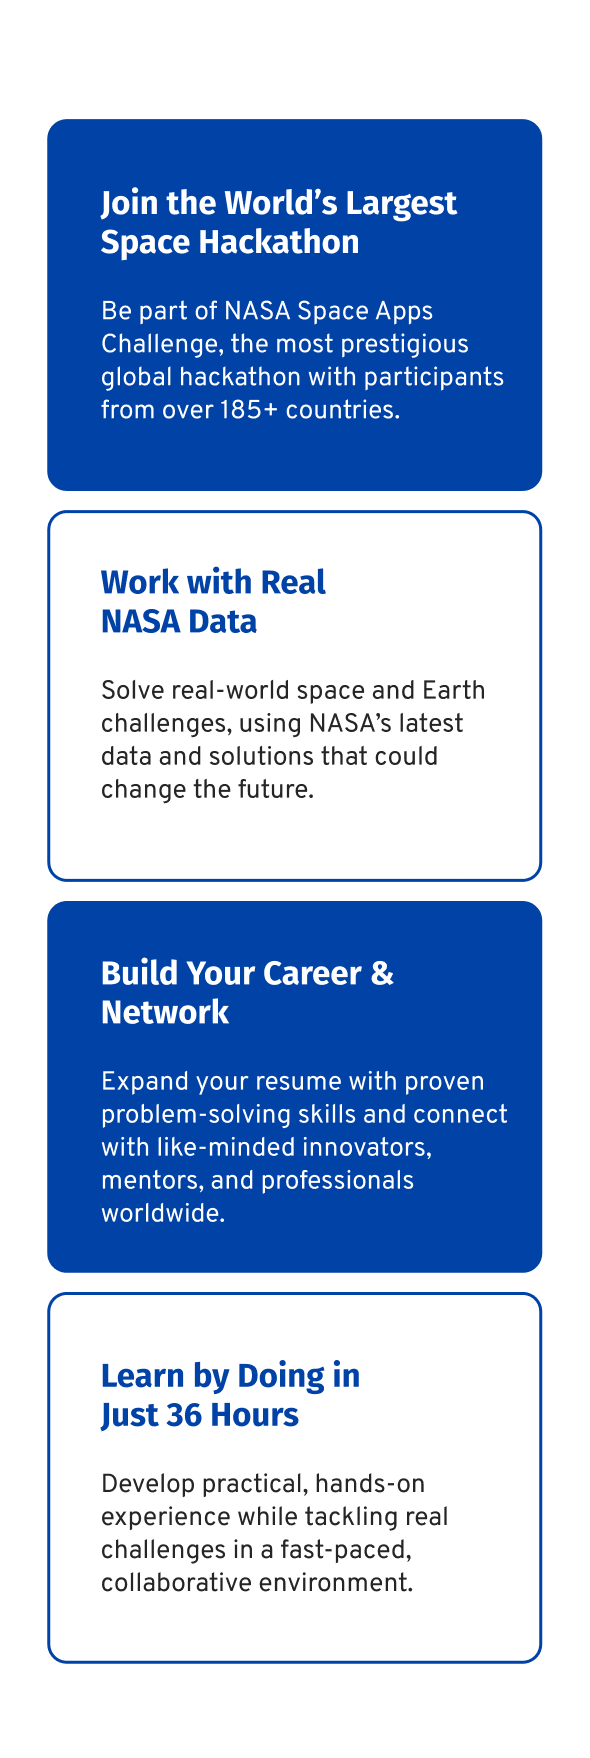 Join the World’s Largest
Space Hackathon
Be part of NASA Space Apps
Challenge, the most prestigious
global hackathon with participants
from over 185+ countries.
Work with Real
NASA Data
Solve real-world space and Earth
challenges, using NASA’s latest
data and solutions that could
change the future.
Build Your Career &
Network
Expand your resume with proven
problem-solving skills and connect
with like-minded innovators,
mentors, and professionals
worldwide.
Learn by Doing in
Just 36 Hours
Develop practical, hands-on
experience while tackling real
challenges in a fast-paced,
collaborative environment.